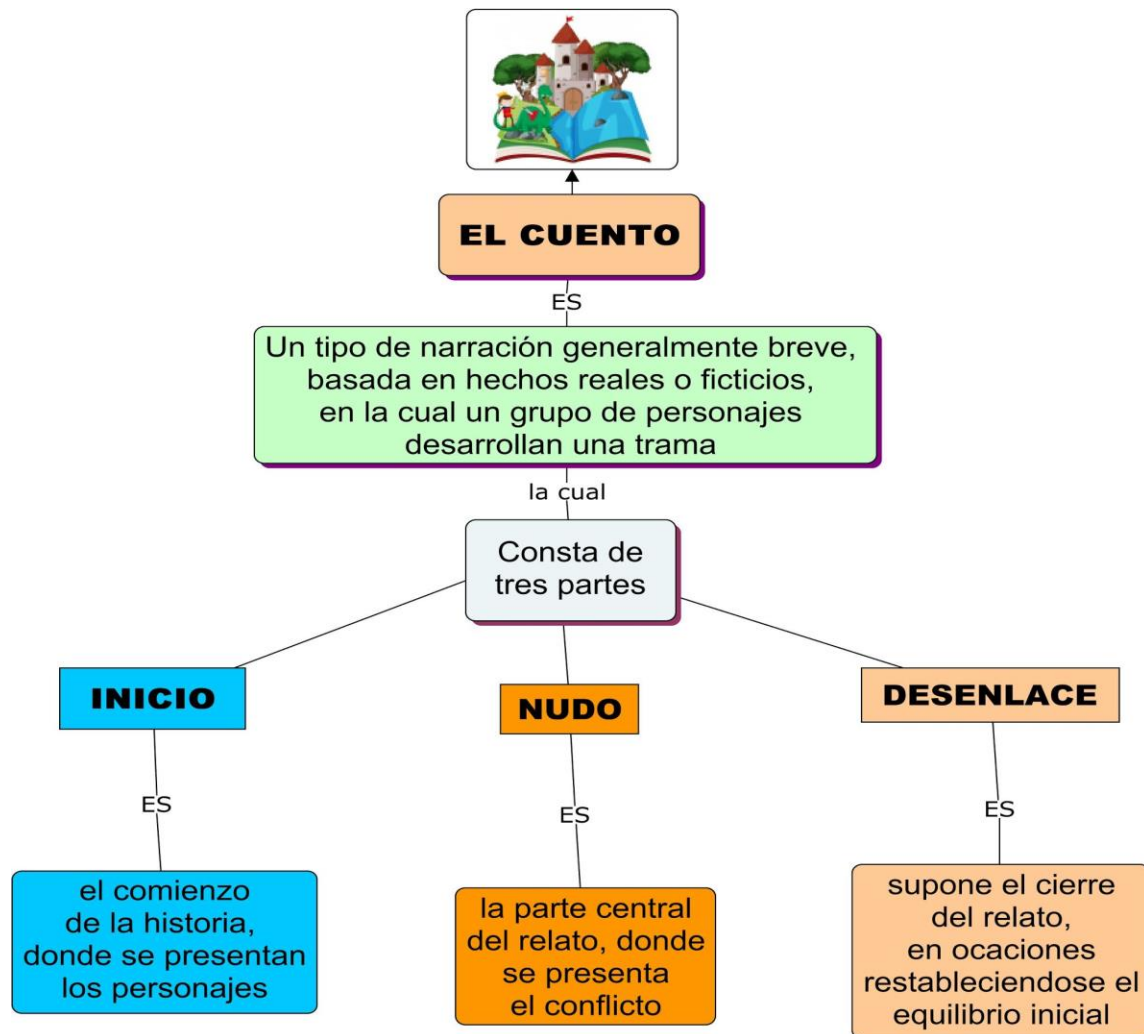 EL CUENTO
ES
Un tipo de narración generalmente breve,
basada en hechos reales o ficticios,
en la cual un grupo de personajes
desarrollan una trama
la cual
Consta de
tres partes
INICIO
NUDO
DESENLACE
ES
ES
ES
el comienzo
de la historia,
donde se presentan
los personajes
la parte central
del relato, donde
se presenta
el conflicto
supone el cierre
del relato,
en ocaciones
restableciendose el
equilibrio inicial